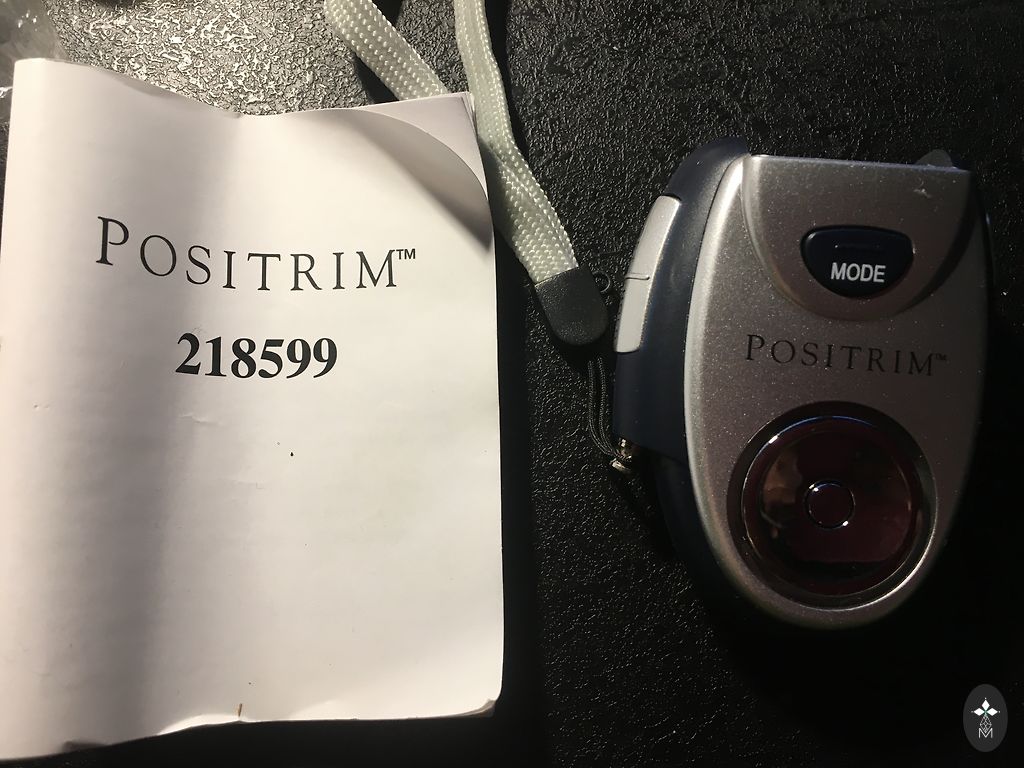 POSITRIM™
218599
MODE
POSITRIM™
M